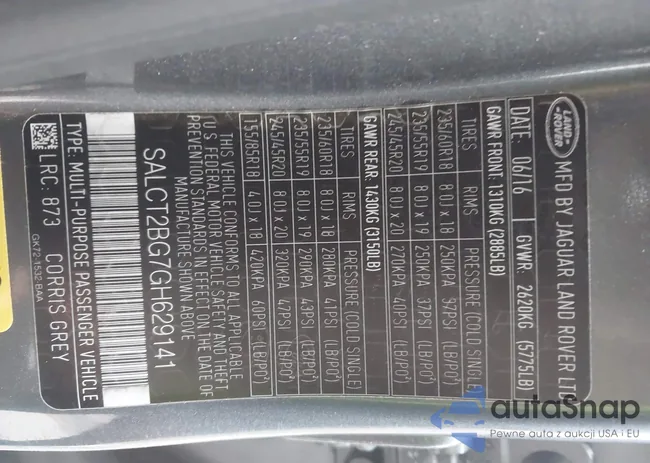 LAND
ROVER
MFD BY JAGUAR LAND ROVER LTD
DATE: 06/16 GVWR: 2620KG (5775LB)
GAWR FRONT: 1310KG (2885LB)
TIRES RIMS PRESSURE (COLD SINGLE)
235/60R18 8.0J x 18 250KPA 37PSI (LB/PO²)
235/55R19 8.0J x 19 250KPA 37PSI (LB/PO²)
245/45R20 8.0J x 20 270KPA 40PSI (LB/PO²)
GAWR REAR: 1430KG (3150LB)
TIRES RIMS PRESSURE (COLD SINGLE)
235/60R18 8.0J x 18 280KPA 41PSI (LB/PO²)
235/55R19 8.0J x 19 290KPA 43PSI (LB/PO²)
245/45R20 8.0J x 20 320KPA 47PSI (LB/PO²)
155/85R18 4.0J x 18 420KPA 60PSI (LB/PO²)
THIS VEHICLE CONFORMS TO ALL APPLICABLE
U.S. FEDERAL MOTOR VEHICLE SAFETY AND THEFT
PREVENTION STANDARDS IN EFFECT ON THE DATE OF
MANUFACTURE SHOWN ABOVE
SALCT2BG7GH629141
TYPE: MULTI-PURPOSE PASSENGER VEHICLE
LRC: 873 CORRIS GREY
GK72-1532 BAA
autoSnap
Pewne auta z aukcji USA i EU